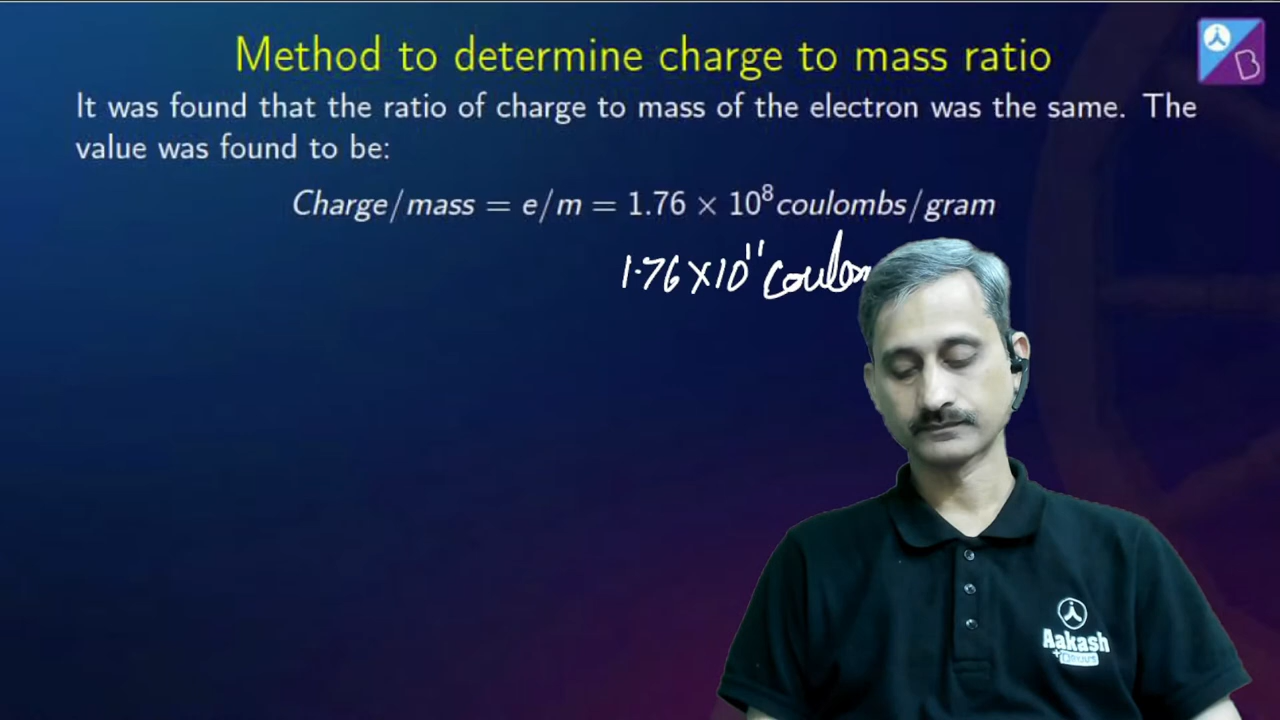 Method to determine charge to mass ratio
It was found that the ratio of charge to mass of the electron was the same. The
value was found to be:
Charge/mass = e/m = 1.76 × 10⁸ coulombs/gram
1.76×10¹¹ coulom
Aakash
+BYJU'S
B